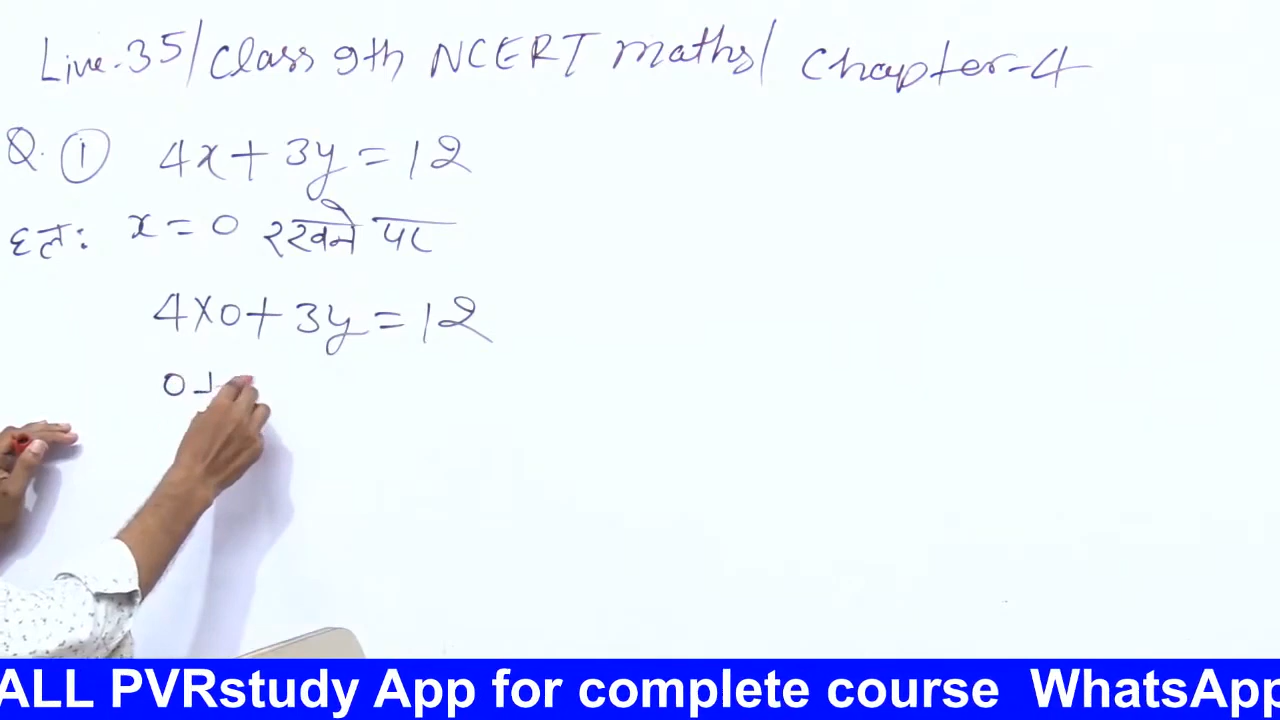 Live-35/Class 9th NCERT maths/ Chapter-4
Q. ① 4x + 3y = 12
हल: x = 0 रखने पर
4×0 + 3y = 12
0 +
ALL PVRstudy App for complete course WhatsApp